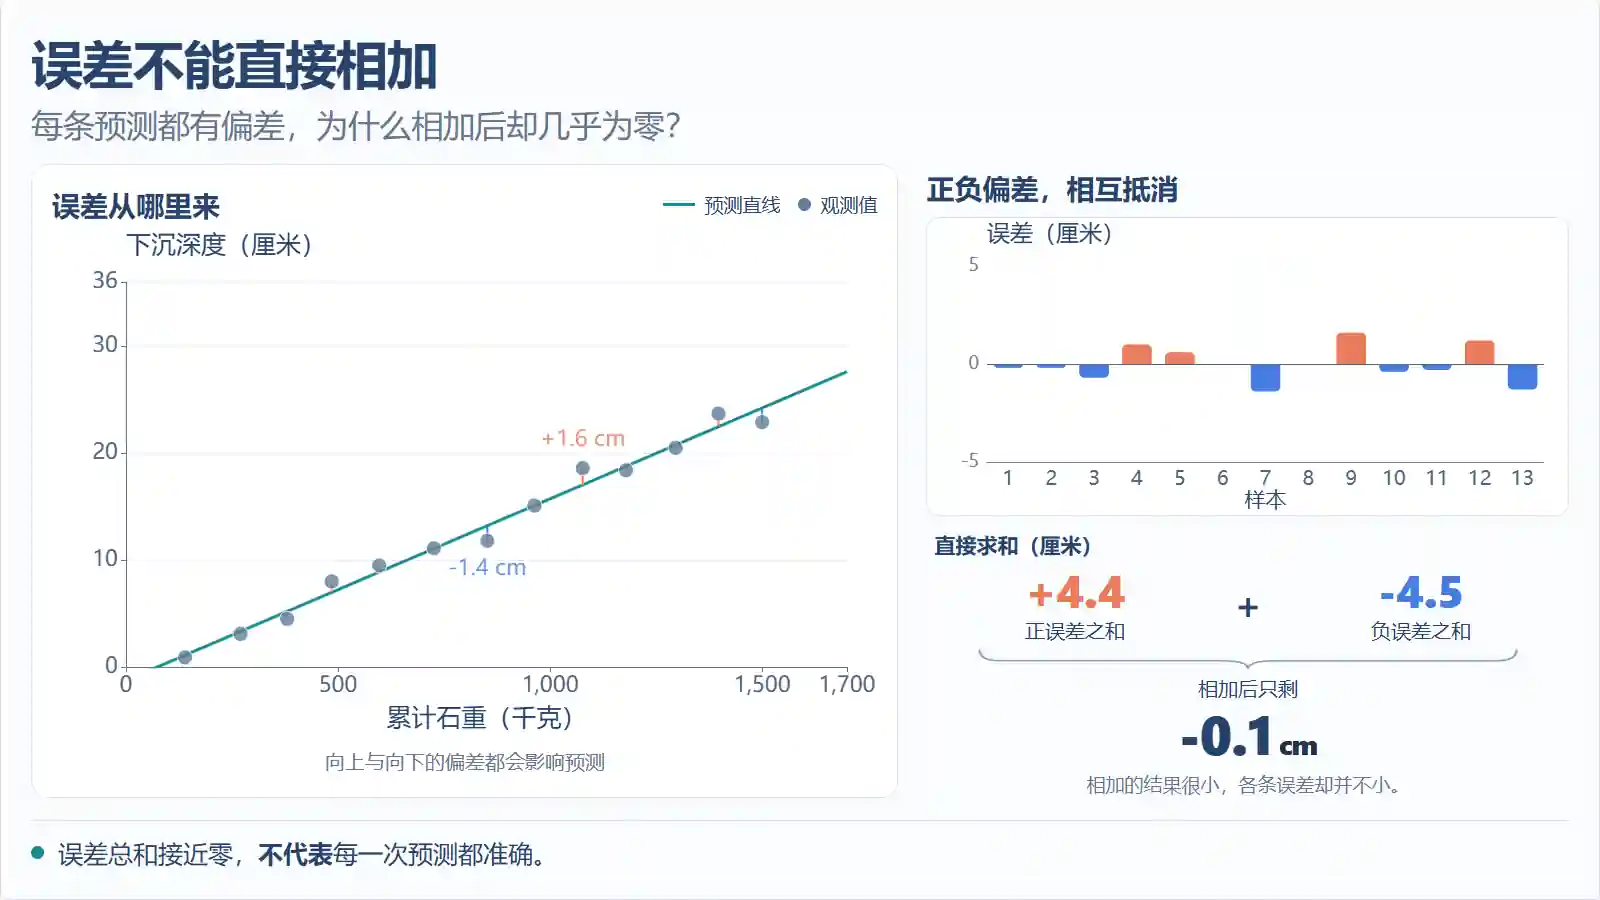 误差不能直接相加
每条预测都有偏差，为什么相加后却几乎为零？
误差从哪里来
预测直线
观测值
下沉深度（厘米）
36
30
20
10
0
+1.6 cm
-1.4 cm
0
500
1,000
1,500
1,700
累计石重（千克）
向上与向下的偏差都会影响预测
正负偏差，相互抵消
误差（厘米）
5
0
-5
1 2 3 4 5 6 7 8 9 10 11 12 13
样本
直接求和（厘米）
+4.4
正误差之和
+
-4.5
负误差之和
相加后只剩
-0.1 cm
相加的结果很小，各条误差却并不小。
误差总和接近零，不代表每一次预测都准确。